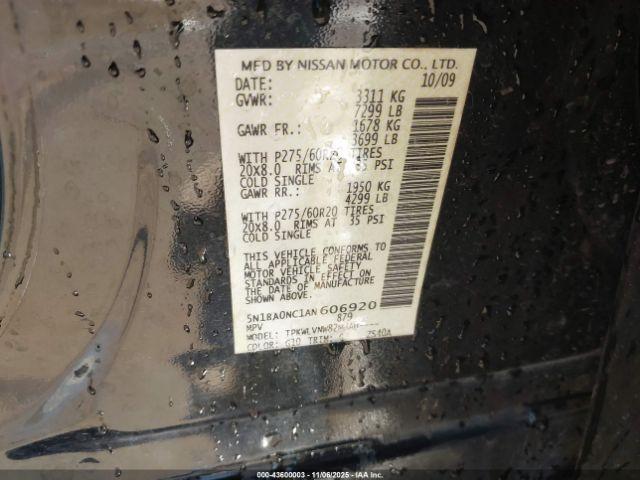 MFD BY NISSAN MOTOR CO., LTD.
DATE: 10/09
GVWR: 3311 KG
7299 LB
GAWR FR.: 1678 KG
3699 LB
WITH P275/60R20 TIRES
20X8.0 RIMS AT 35 PSI
COLD SINGLE
GAWR RR.: 1950 KG
4299 LB
WITH P275/60R20 TIRES
20X8.0 RIMS AT 35 PSI
COLD SINGLE
THIS VEHICLE CONFORMS TO
ALL APPLICABLE FEDERAL
MOTOR VEHICLE SAFETY
STANDARDS IN EFFECT ON
THE DATE OF MANUFACTURE
5N1BA0NC1AN606920
MPV 879
MODEL:
COLOR: G10 TRIM:
000-43600003 - 11/06/2025 - IAA Inc.